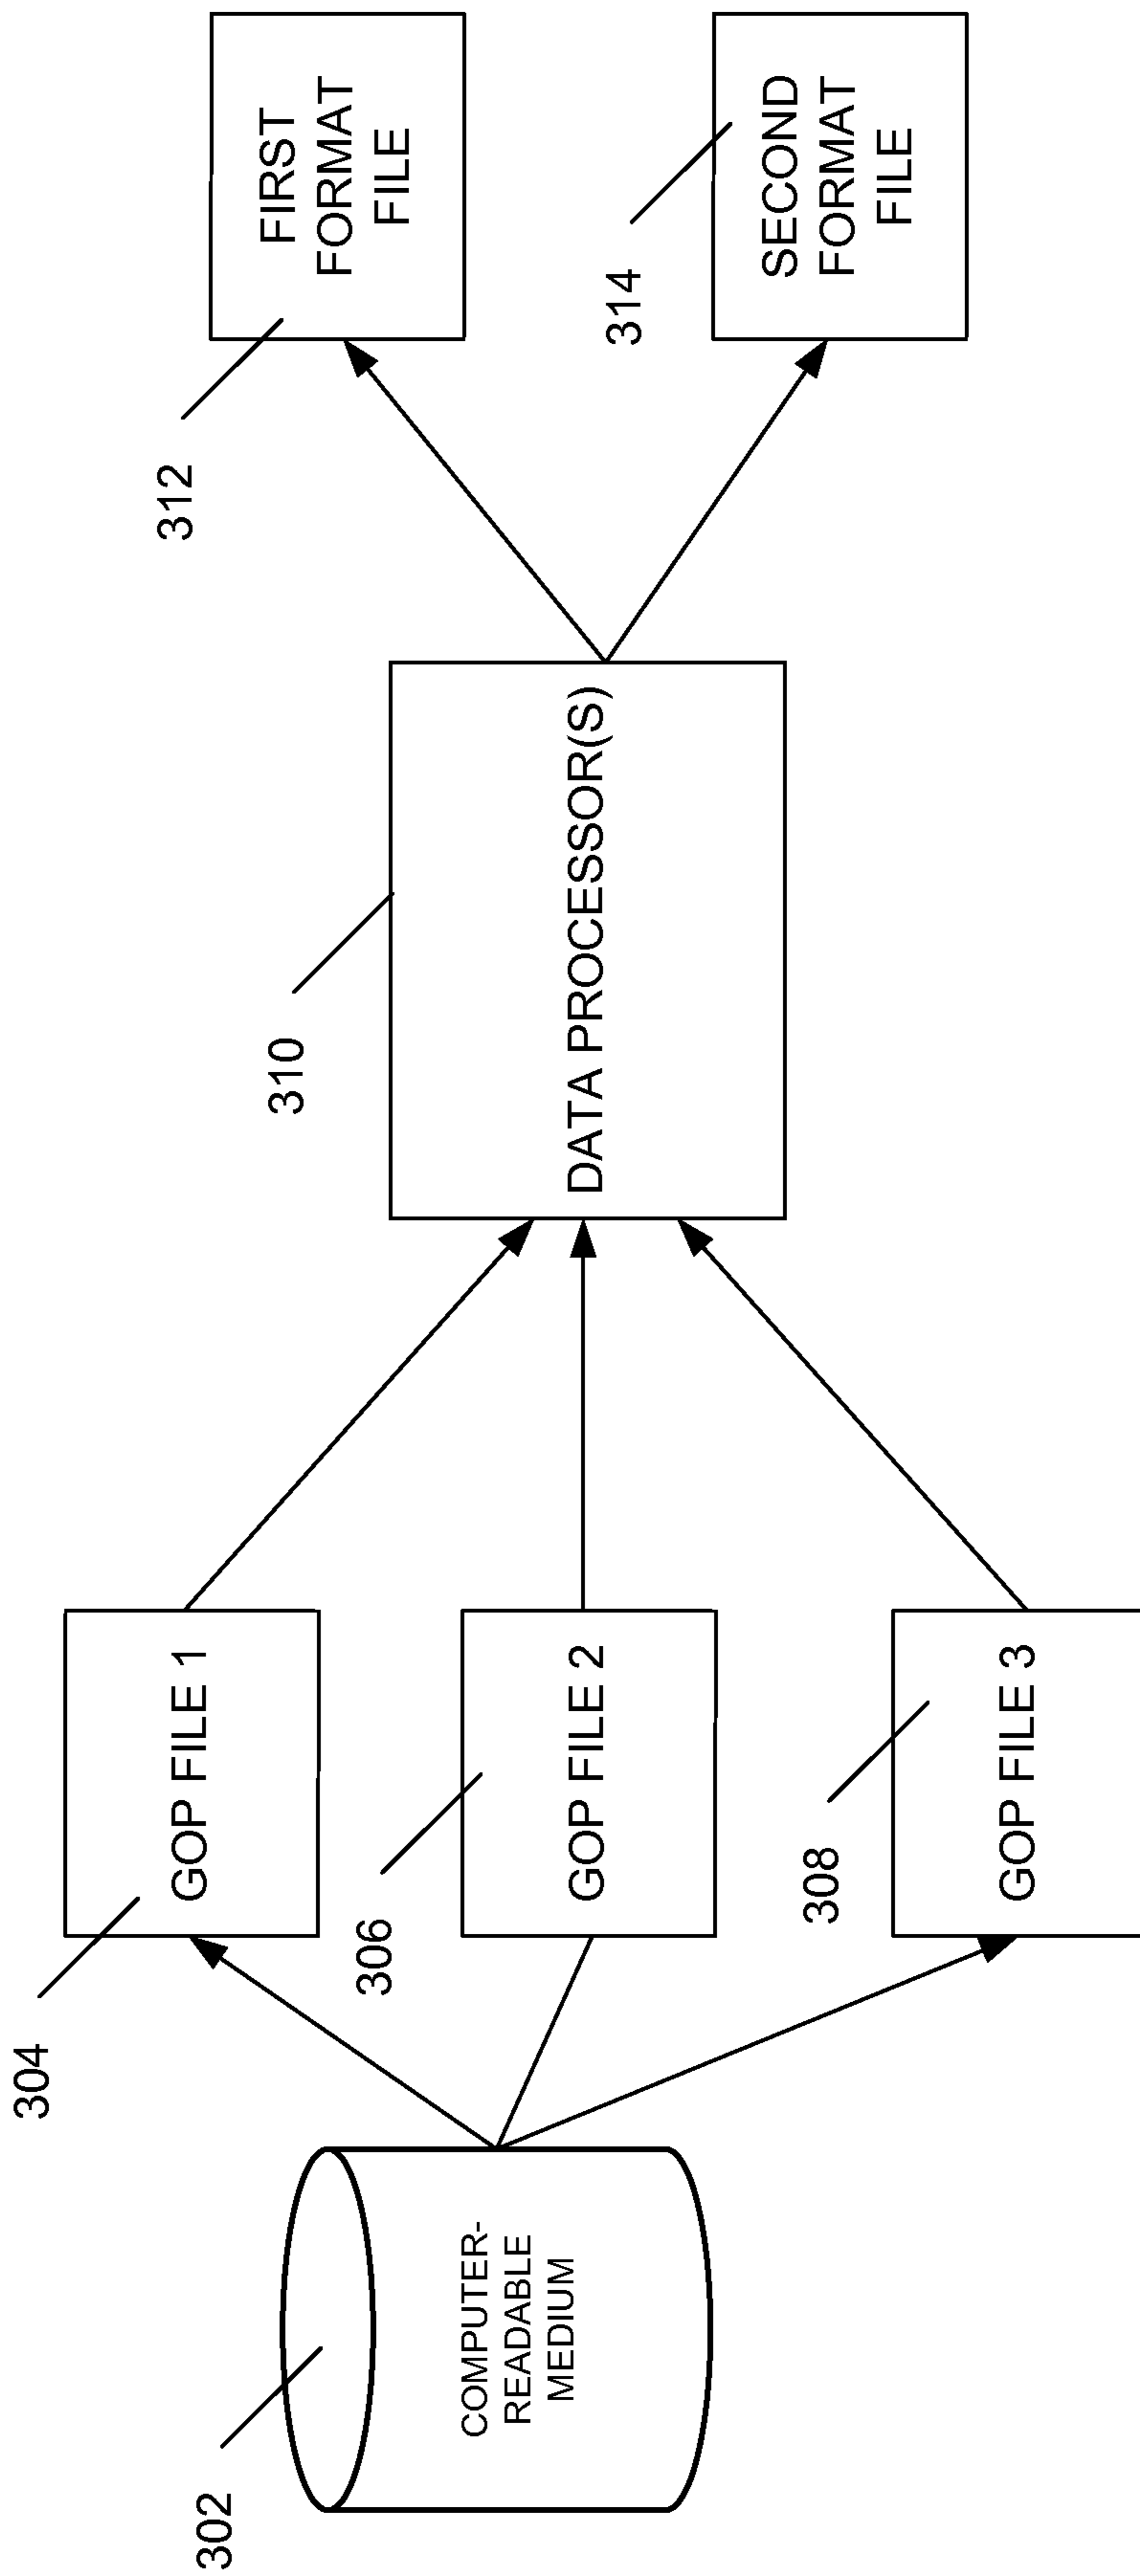 302
COMPUTER-
READABLE
MEDIUM
304
GOP FILE 1
306
GOP FILE 2
308
GOP FILE 3
310
DATA PROCESSOR(S)
312
FIRST
FORMAT
FILE
314
SECOND
FORMAT
FILE